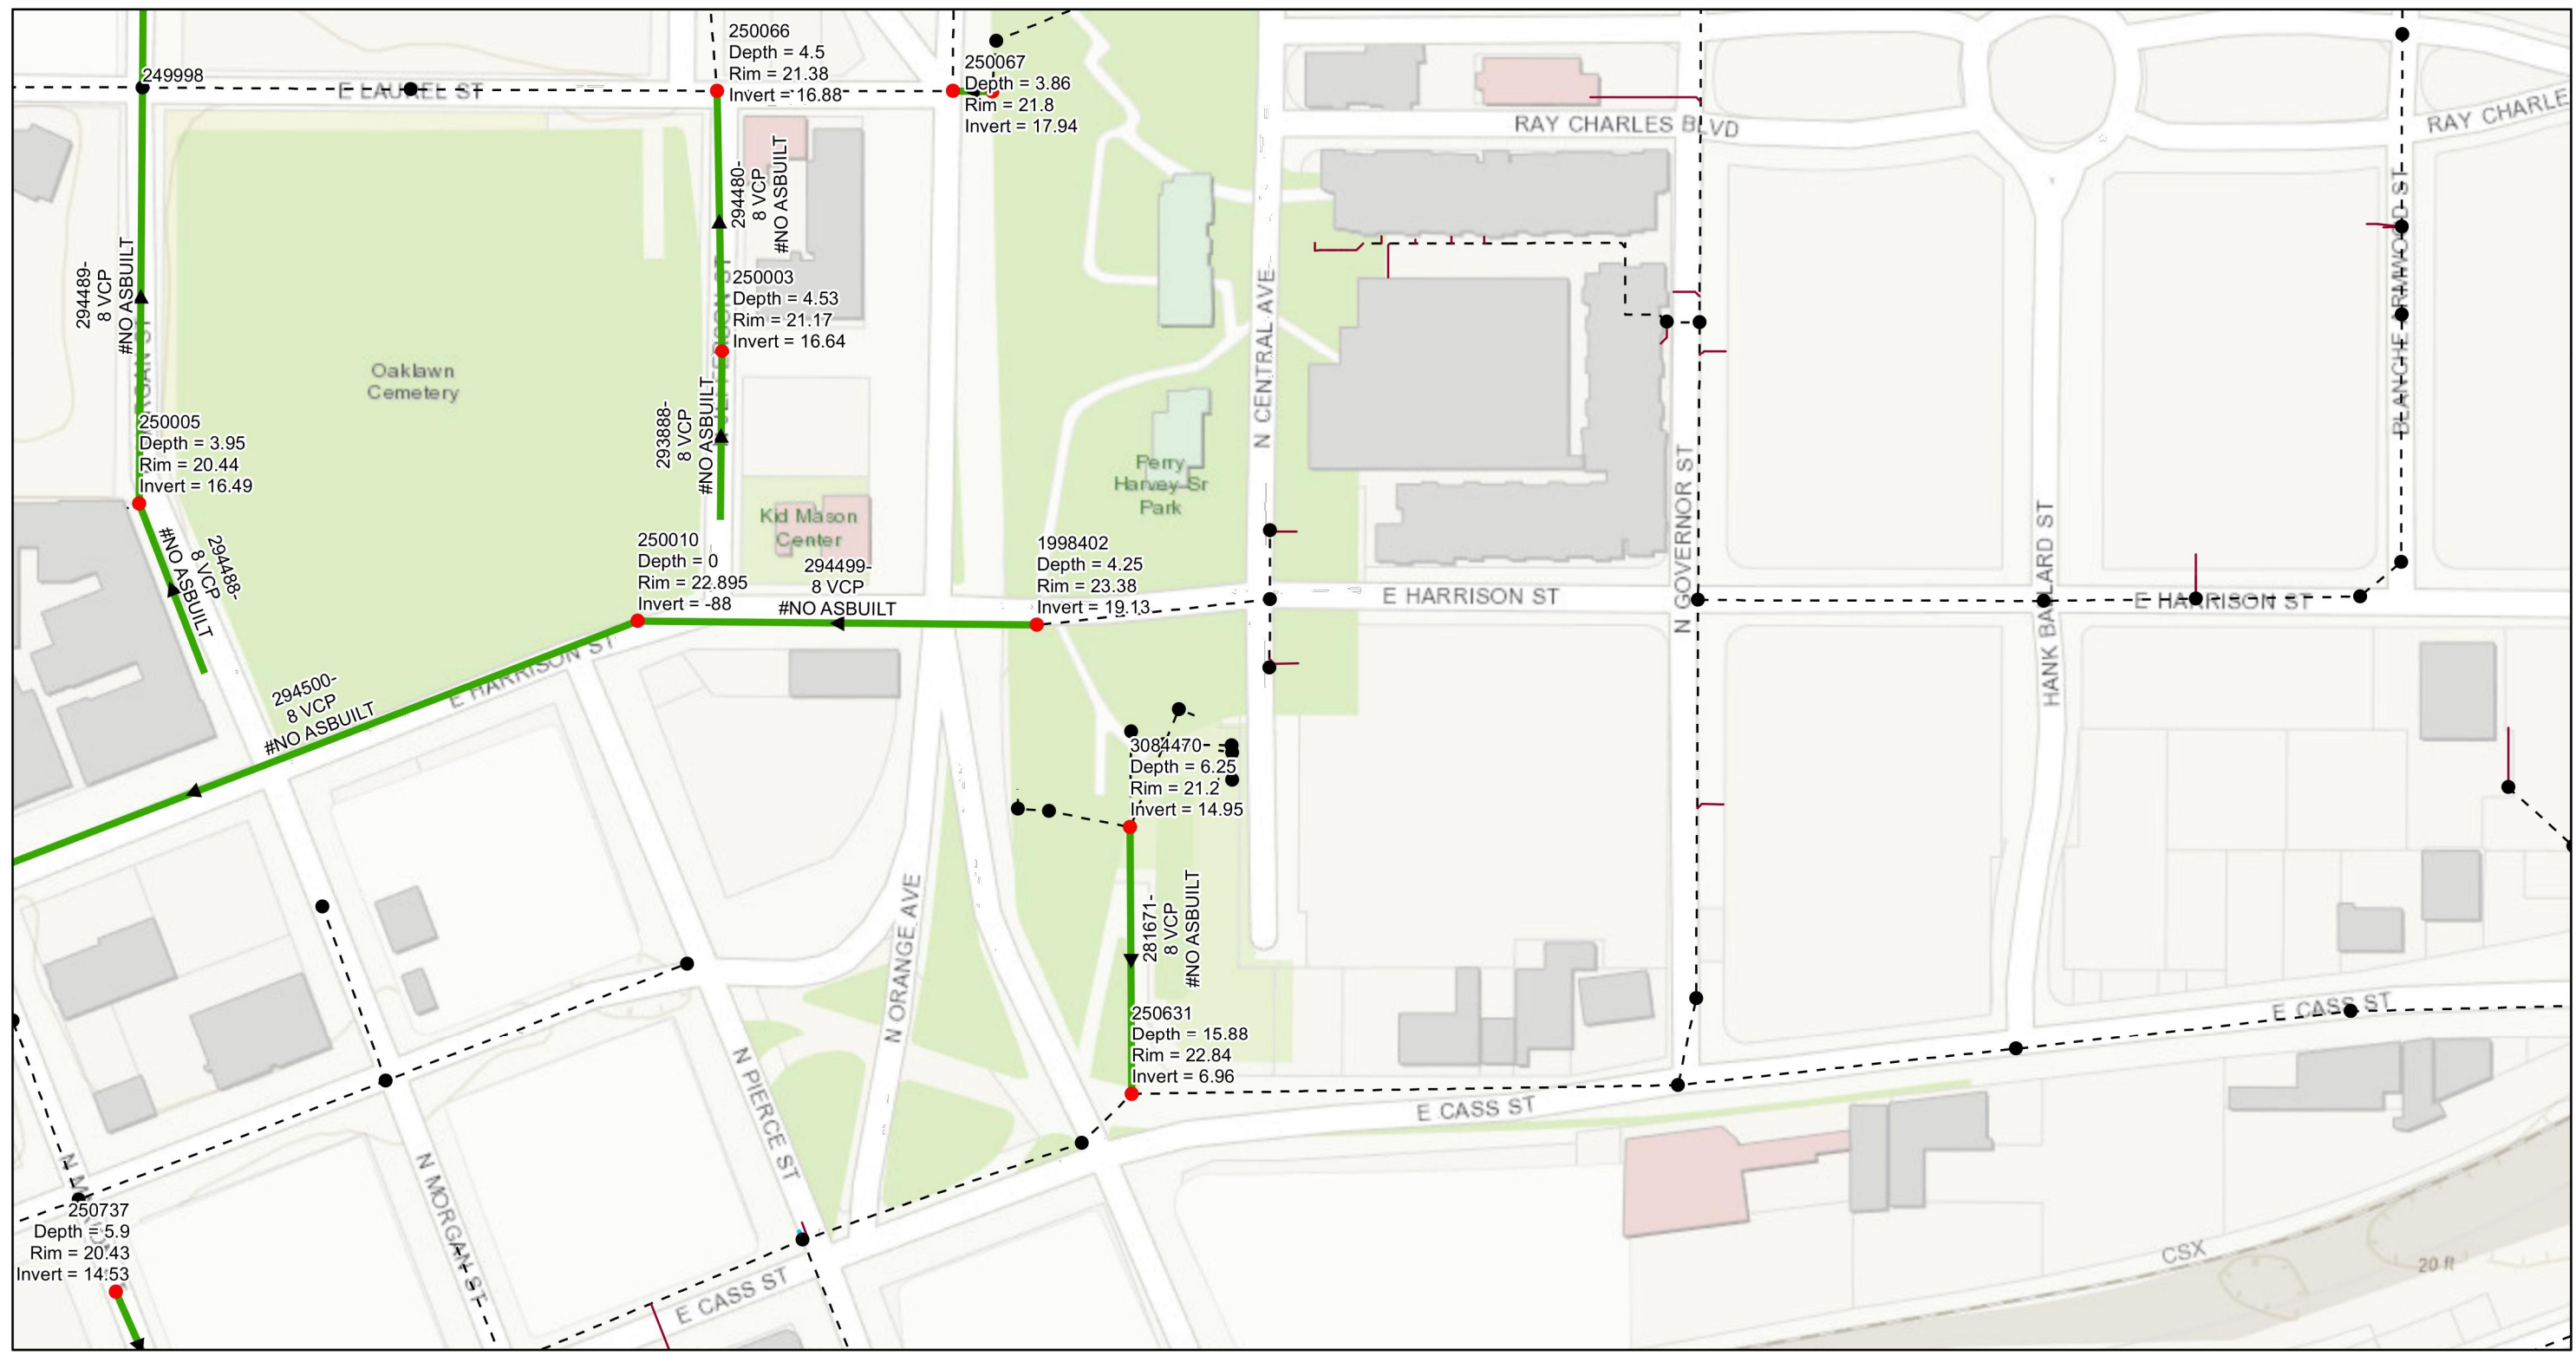 250066
Depth = 4.5
Rim = 21.38
Invert = 16.88
250067
Depth = 3.86
Rim = 21.8
Invert = 17.94
249998
E LAUREL ST
RAY CHARLES BLVD
RAY CHARLE
294480-
8 VCP
#NO ASBUILT
294489-
8 VCP
#NO ASBUILT
250003
Depth = 4.53
Rim = 21.17
Invert = 16.64
N CENTRAL AVE
BLANCHE ARMWOOD ST
Oaklawn
Cemetery
293888-
8 VCP
#NO ASBUILT
250005
Depth = 3.95
Rim = 20.44
Invert = 16.49
Perry
Harvey Sr
Park
N GOVERNOR ST
HANK BALLARD ST
Kid Mason
Center
294488-
8 VCP
#NO ASBUILT
250010
Depth = 0
Rim = 22.895
Invert = -88
294499-
8 VCP
#NO ASBUILT
1998402
Depth = 4.25
Rim = 23.38
Invert = 19.13
E HARRISON ST
E HARRISON ST
E HARRISON ST
294500-
8 VCP
#NO ASBUILT
3084470-
Depth = 6.25
Rim = 21.2
Invert = 14.95
281671-
8 VCP
#NO ASBUILT
N ORANGE AVE
250631
Depth = 15.88
Rim = 22.84
Invert = 6.96
E CASS ST
E CASS ST
N PIERCE ST
N MORGAN ST
250737
Depth = 5.9
Rim = 20.43
Invert = 14.53
E CASS ST
CSX
20 ft